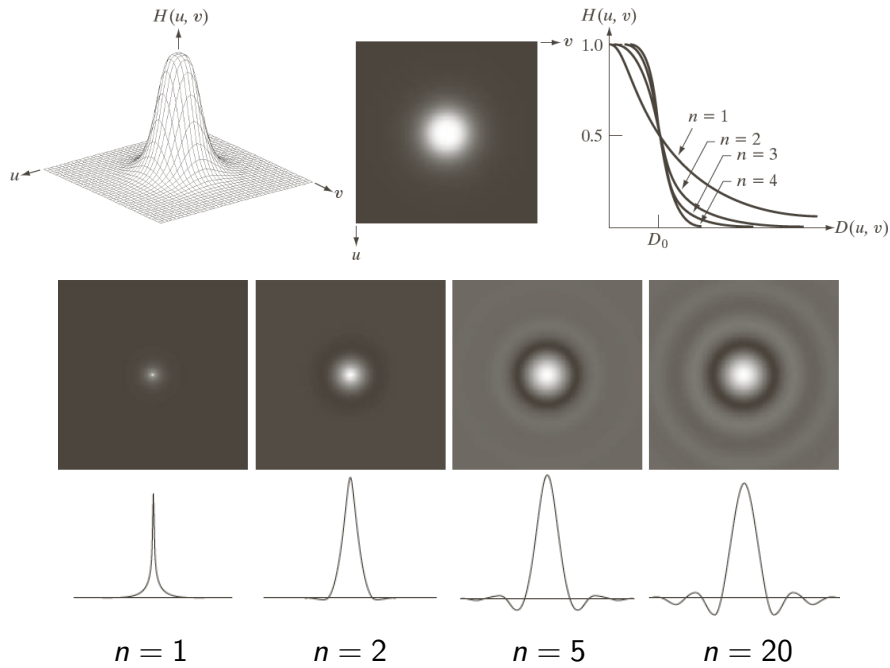 H(u, v)
u
v
v
u
H(u, v)
1.0
0.5
n = 1
n = 2
n = 3
n = 4
D₀
D(u, v)
n = 1 n = 2 n = 5 n = 20